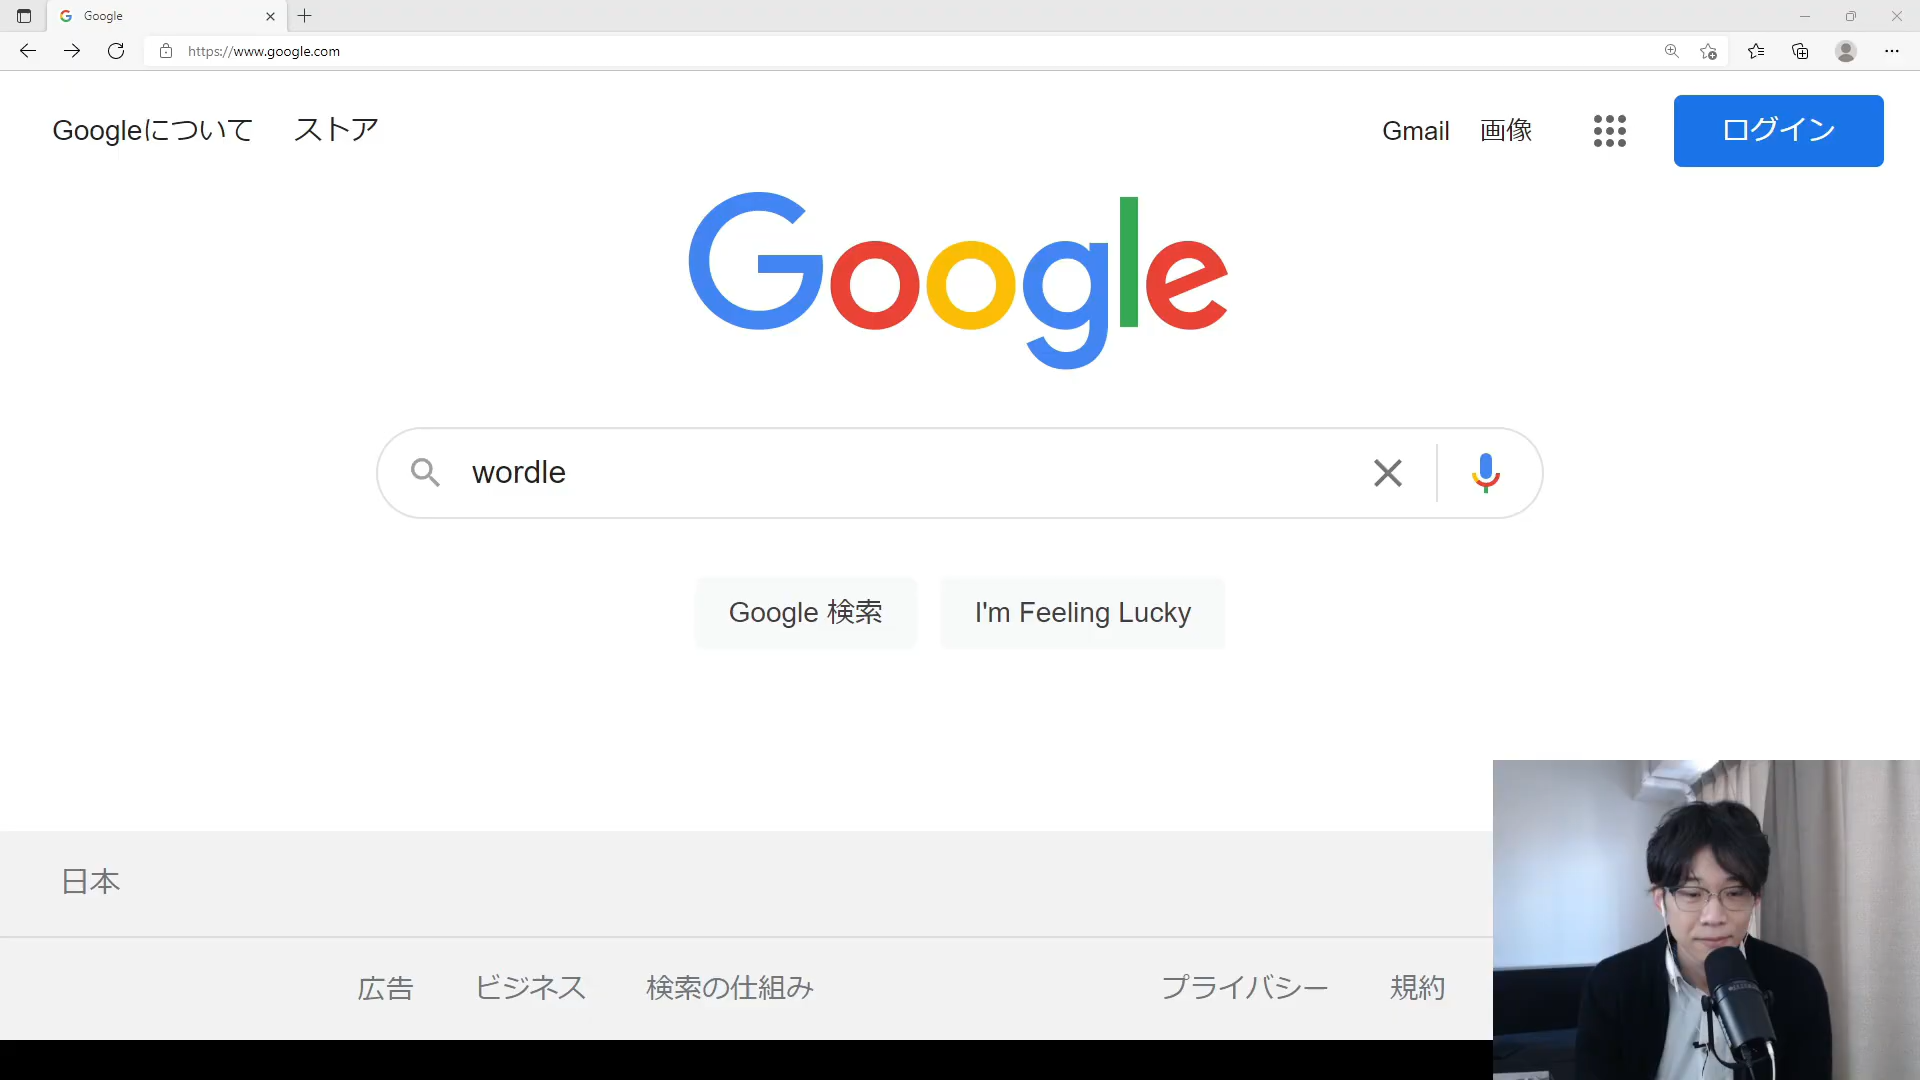 Google
https://www.google.com
Googleについて ストア Gmail 画像 ログイン
Google
wordle
Google 検索 I'm Feeling Lucky
日本
広告 ビジネス 検索の仕組み プライバシー 規約